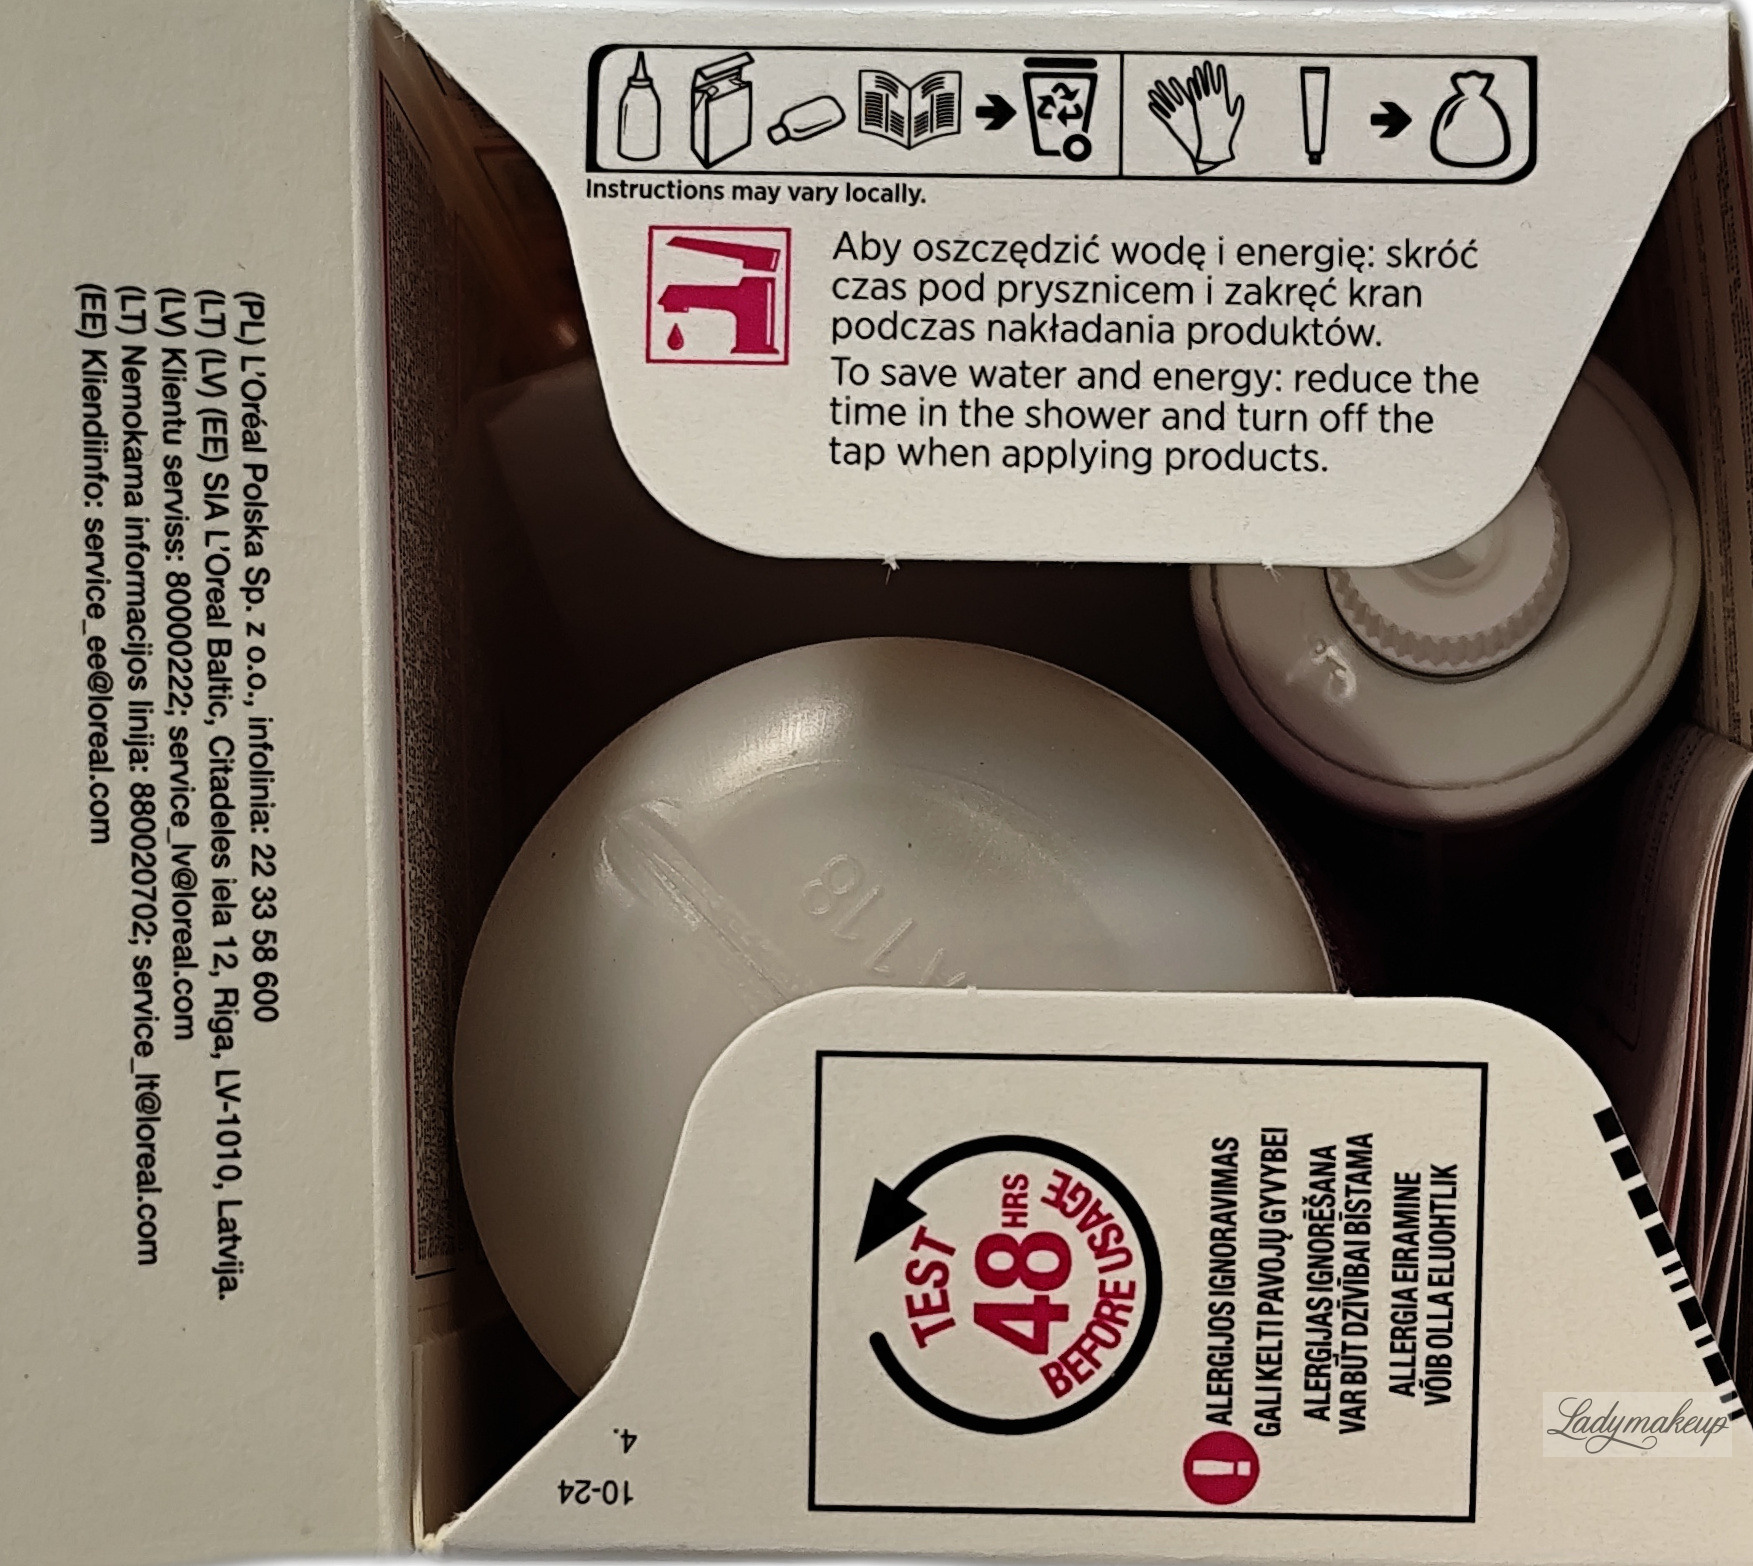 Instructions may vary locally.
Aby oszczędzić wodę i energię: skróć
czas pod prysznicem i zakręć kran
podczas nakładania produktów.
To save water and energy: reduce the
time in the shower and turn off the
tap when applying products.
(PL) L'Oréal Polska Sp. z o.o., infolinia: 22 33 58 600
(LT) (LV) (EE) SIA L'Oreal Baltic, Citadeles iela 12, Riga, LV-1010, Latvija.
(LV) Klientu serviss: 80000222; service_lv@loreal.com
(LT) Nemokama informacijos linija: 880020702; service_lt@loreal.com
(EE) Kliendiinfo: service_ee@loreal.com
TEST
48 HRS
BEFORE USAGE
ALERGIJOS IGNORAVIMAS
GALI KELTI PAVOJŲ GYVYBEI
ALERĢIJAS IGNORĒŠANA
VAR BŪT DZĪVĪBAI BĪSTAMA
ALLERGIA EIRAMINE
VÕIB OLLA ELUOHTLIK
4.
10-24
Ladymakeup